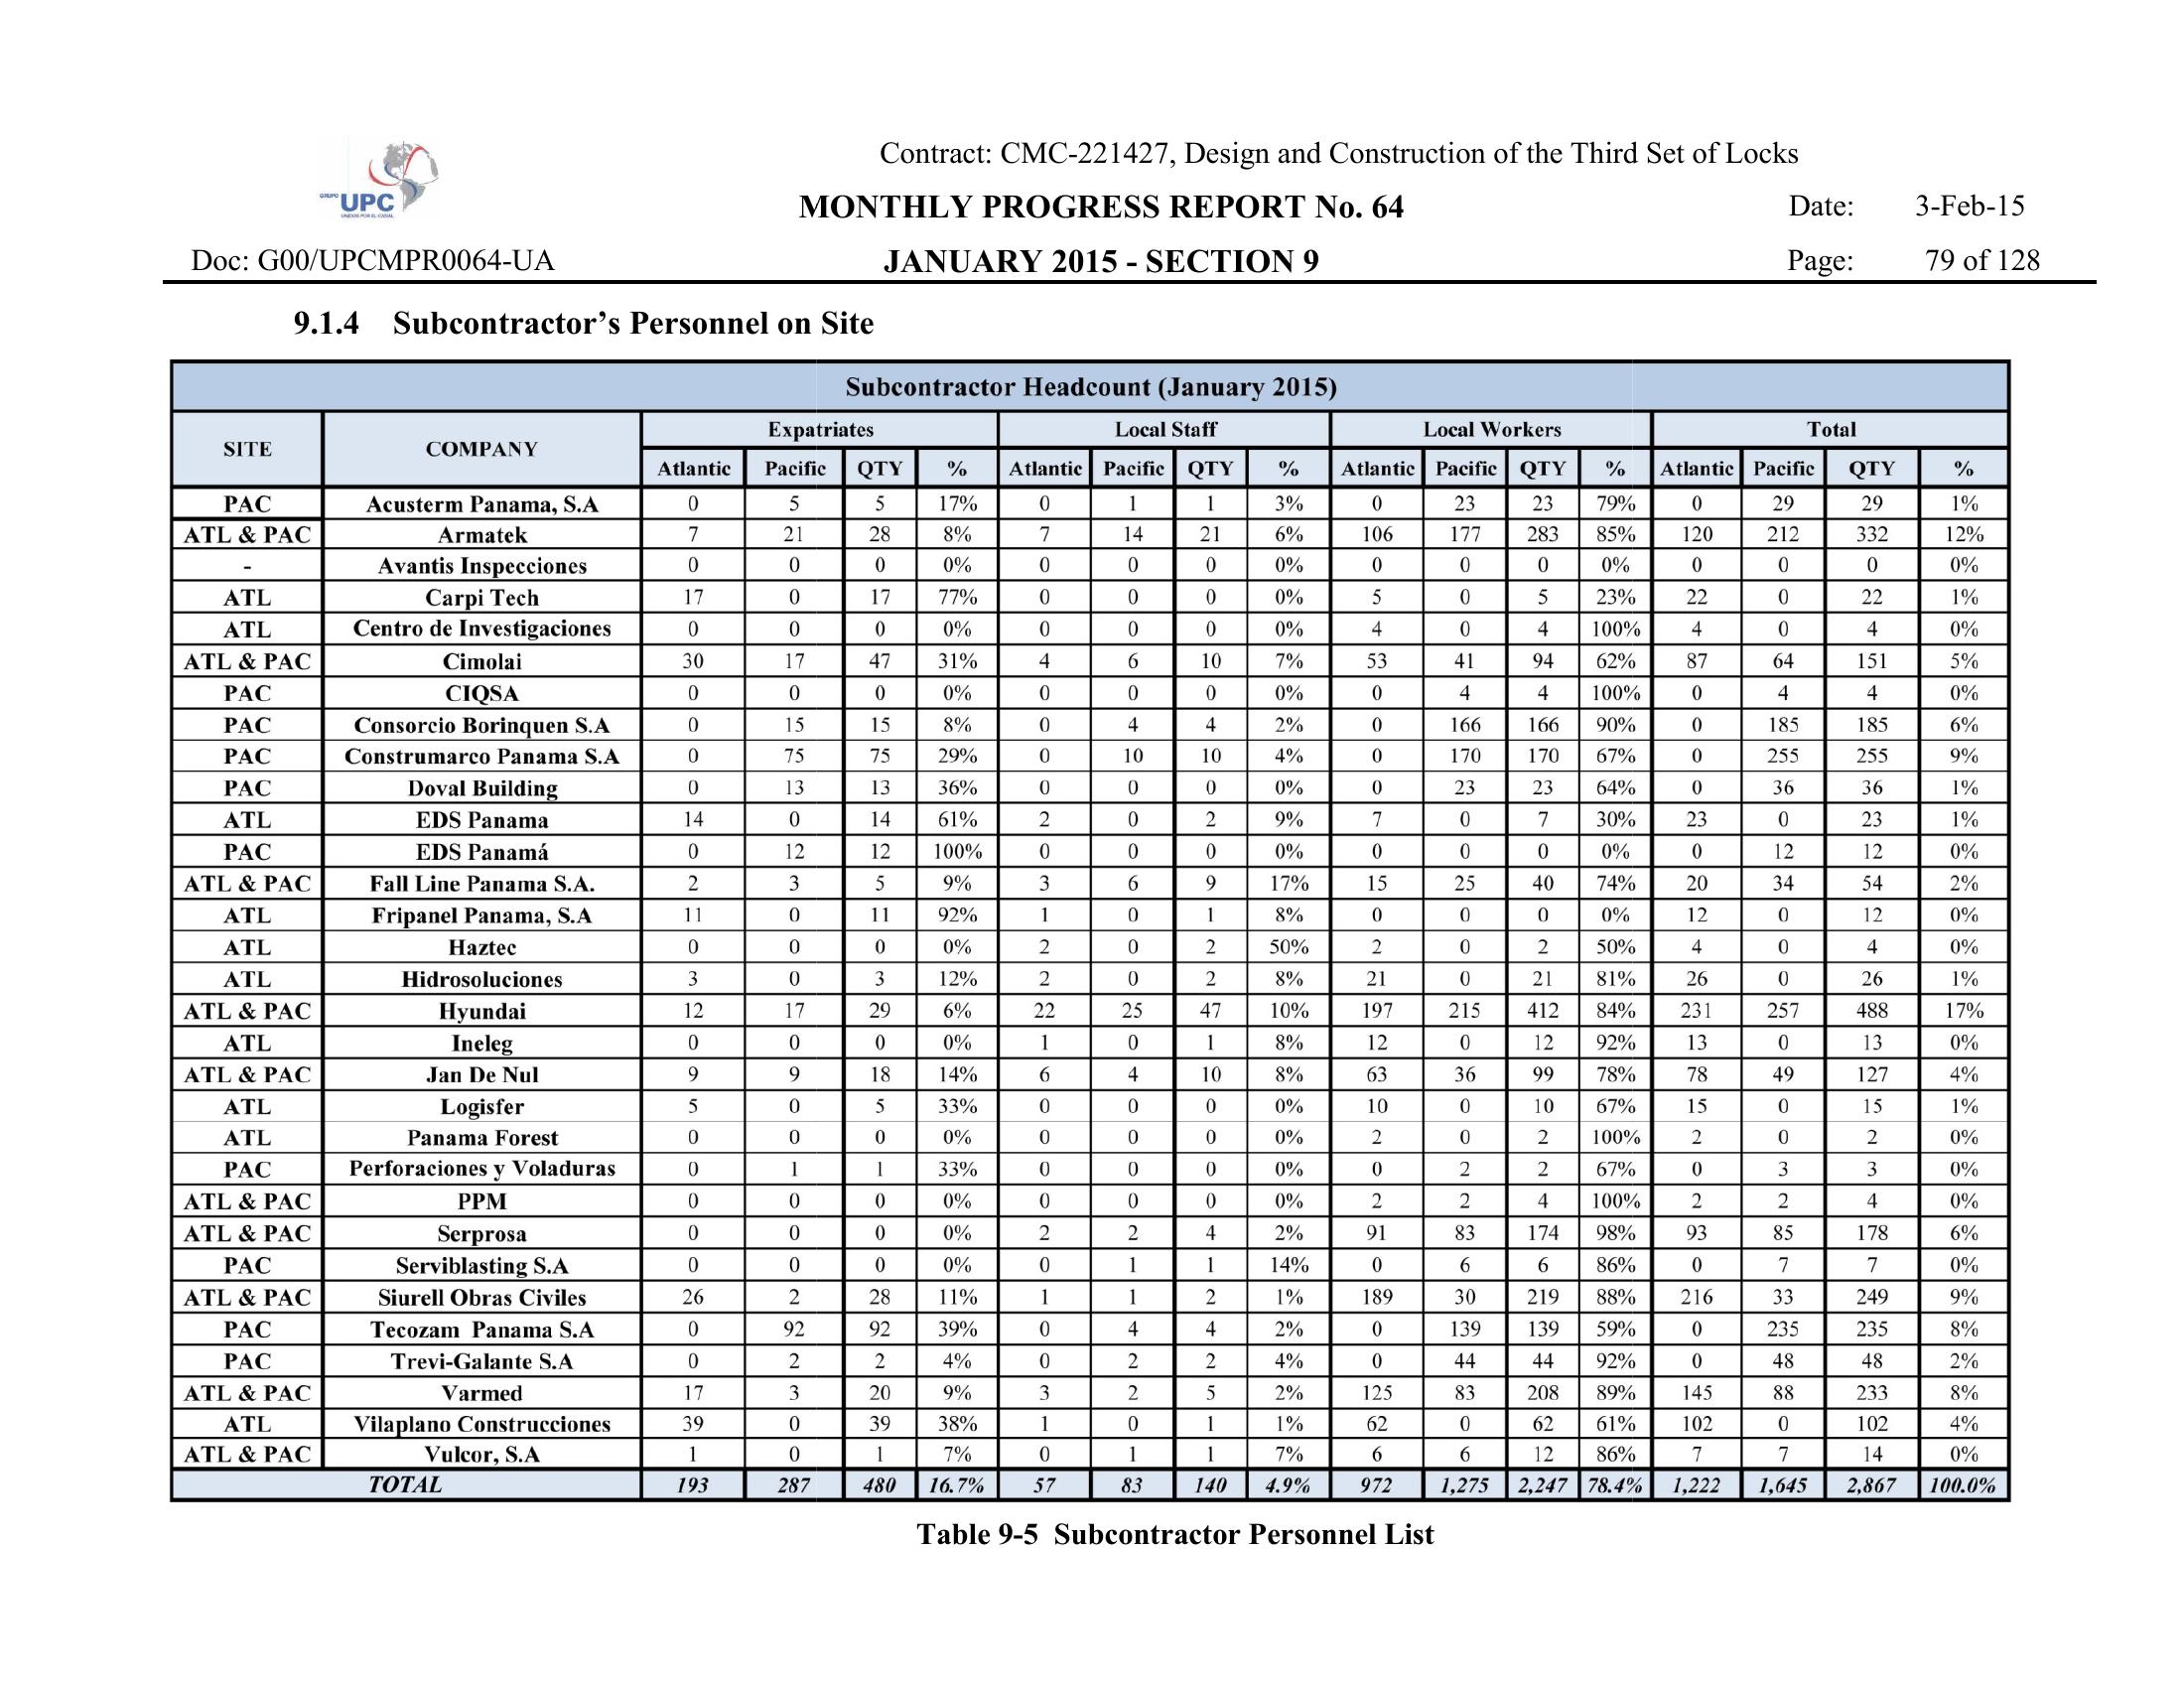 Contract: CMC-221427, Design and Construction of the Third Set of Locks
GRUPO UPC
UNIDOS POR EL CANAL
MONTHLY PROGRESS REPORT No. 64 Date: 3-Feb-15
Doc: G00/UPCMPR0064-UA JANUARY 2015 - SECTION 9 Page: 79 of 128
9.1.4 Subcontractor’s Personnel on Site
Subcontractor Headcount (January 2015)
SITE COMPANY Expatriates Local Staff Local Workers Total
Atlantic Pacific QTY % Atlantic Pacific QTY % Atlantic Pacific QTY % Atlantic Pacific QTY %
PAC Acusterm Panama, S.A 0 5 5 17% 0 1 1 3% 0 23 23 79% 0 29 29 1%
ATL & PAC Armatek 7 21 28 8% 7 14 21 6% 106 177 283 85% 120 212 332 12%
- Avantis Inspecciones 0 0 0 0% 0 0 0 0% 0 0 0 0% 0 0 0 0%
ATL Carpi Tech 17 0 17 77% 0 0 0 0% 5 0 5 23% 22 0 22 1%
ATL Centro de Investigaciones 0 0 0 0% 0 0 0 0% 4 0 4 100% 4 0 4 0%
ATL & PAC Cimolai 30 17 47 31% 4 6 10 7% 53 41 94 62% 87 64 151 5%
PAC CIQSA 0 0 0 0% 0 0 0 0% 0 4 4 100% 0 4 4 0%
PAC Consorcio Borinquen S.A 0 15 15 8% 0 4 4 2% 0 166 166 90% 0 185 185 6%
PAC Construmarco Panama S.A 0 75 75 29% 0 10 10 4% 0 170 170 67% 0 255 255 9%
PAC Doval Building 0 13 13 36% 0 0 0 0% 0 23 23 64% 0 36 36 1%
ATL EDS Panama 14 0 14 61% 2 0 2 9% 7 0 7 30% 23 0 23 1%
PAC EDS Panamá 0 12 12 100% 0 0 0 0% 0 0 0 0% 0 12 12 0%
ATL & PAC Fall Line Panama S.A. 2 3 5 9% 3 6 9 17% 15 25 40 74% 20 34 54 2%
ATL Fripanel Panama, S.A 11 0 11 92% 1 0 1 8% 0 0 0 0% 12 0 12 0%
ATL Haztec 0 0 0 0% 2 0 2 50% 2 0 2 50% 4 0 4 0%
ATL Hidrosoluciones 3 0 3 12% 2 0 2 8% 21 0 21 81% 26 0 26 1%
ATL & PAC Hyundai 12 17 29 6% 22 25 47 10% 197 215 412 84% 231 257 488 17%
ATL Ineleg 0 0 0 0% 1 0 1 8% 12 0 12 92% 13 0 13 0%
ATL & PAC Jan De Nul 9 9 18 14% 6 4 10 8% 63 36 99 78% 78 49 127 4%
ATL Logisfer 5 0 5 33% 0 0 0 0% 10 0 10 67% 15 0 15 1%
ATL Panama Forest 0 0 0 0% 0 0 0 0% 2 0 2 100% 2 0 2 0%
PAC Perforaciones y Voladuras 0 1 1 33% 0 0 0 0% 0 2 2 67% 0 3 3 0%
ATL & PAC PPM 0 0 0 0% 0 0 0 0% 2 2 4 100% 2 2 4 0%
ATL & PAC Serprosa 0 0 0 0% 2 2 4 2% 91 83 174 98% 93 85 178 6%
PAC Serviblasting S.A 0 0 0 0% 0 1 1 14% 0 6 6 86% 0 7 7 0%
ATL & PAC Siurell Obras Civiles 26 2 28 11% 1 1 2 1% 189 30 219 88% 216 33 249 9%
PAC Tecozam Panama S.A 0 92 92 39% 0 4 4 2% 0 139 139 59% 0 235 235 8%
PAC Trevi-Galante S.A 0 2 2 4% 0 2 2 4% 0 44 44 92% 0 48 48 2%
ATL & PAC Varmed 17 3 20 9% 3 2 5 2% 125 83 208 89% 145 88 233 8%
ATL Vilaplano Construcciones 39 0 39 38% 1 0 1 1% 62 0 62 61% 102 0 102 4%
ATL & PAC Vulcor, S.A 1 0 1 7% 0 1 1 7% 6 6 12 86% 7 7 14 0%
TOTAL 193 287 480 16.7% 57 83 140 4.9% 972 1,275 2,247 78.4% 1,222 1,645 2,867 100.0%
Table 9-5 Subcontractor Personnel List